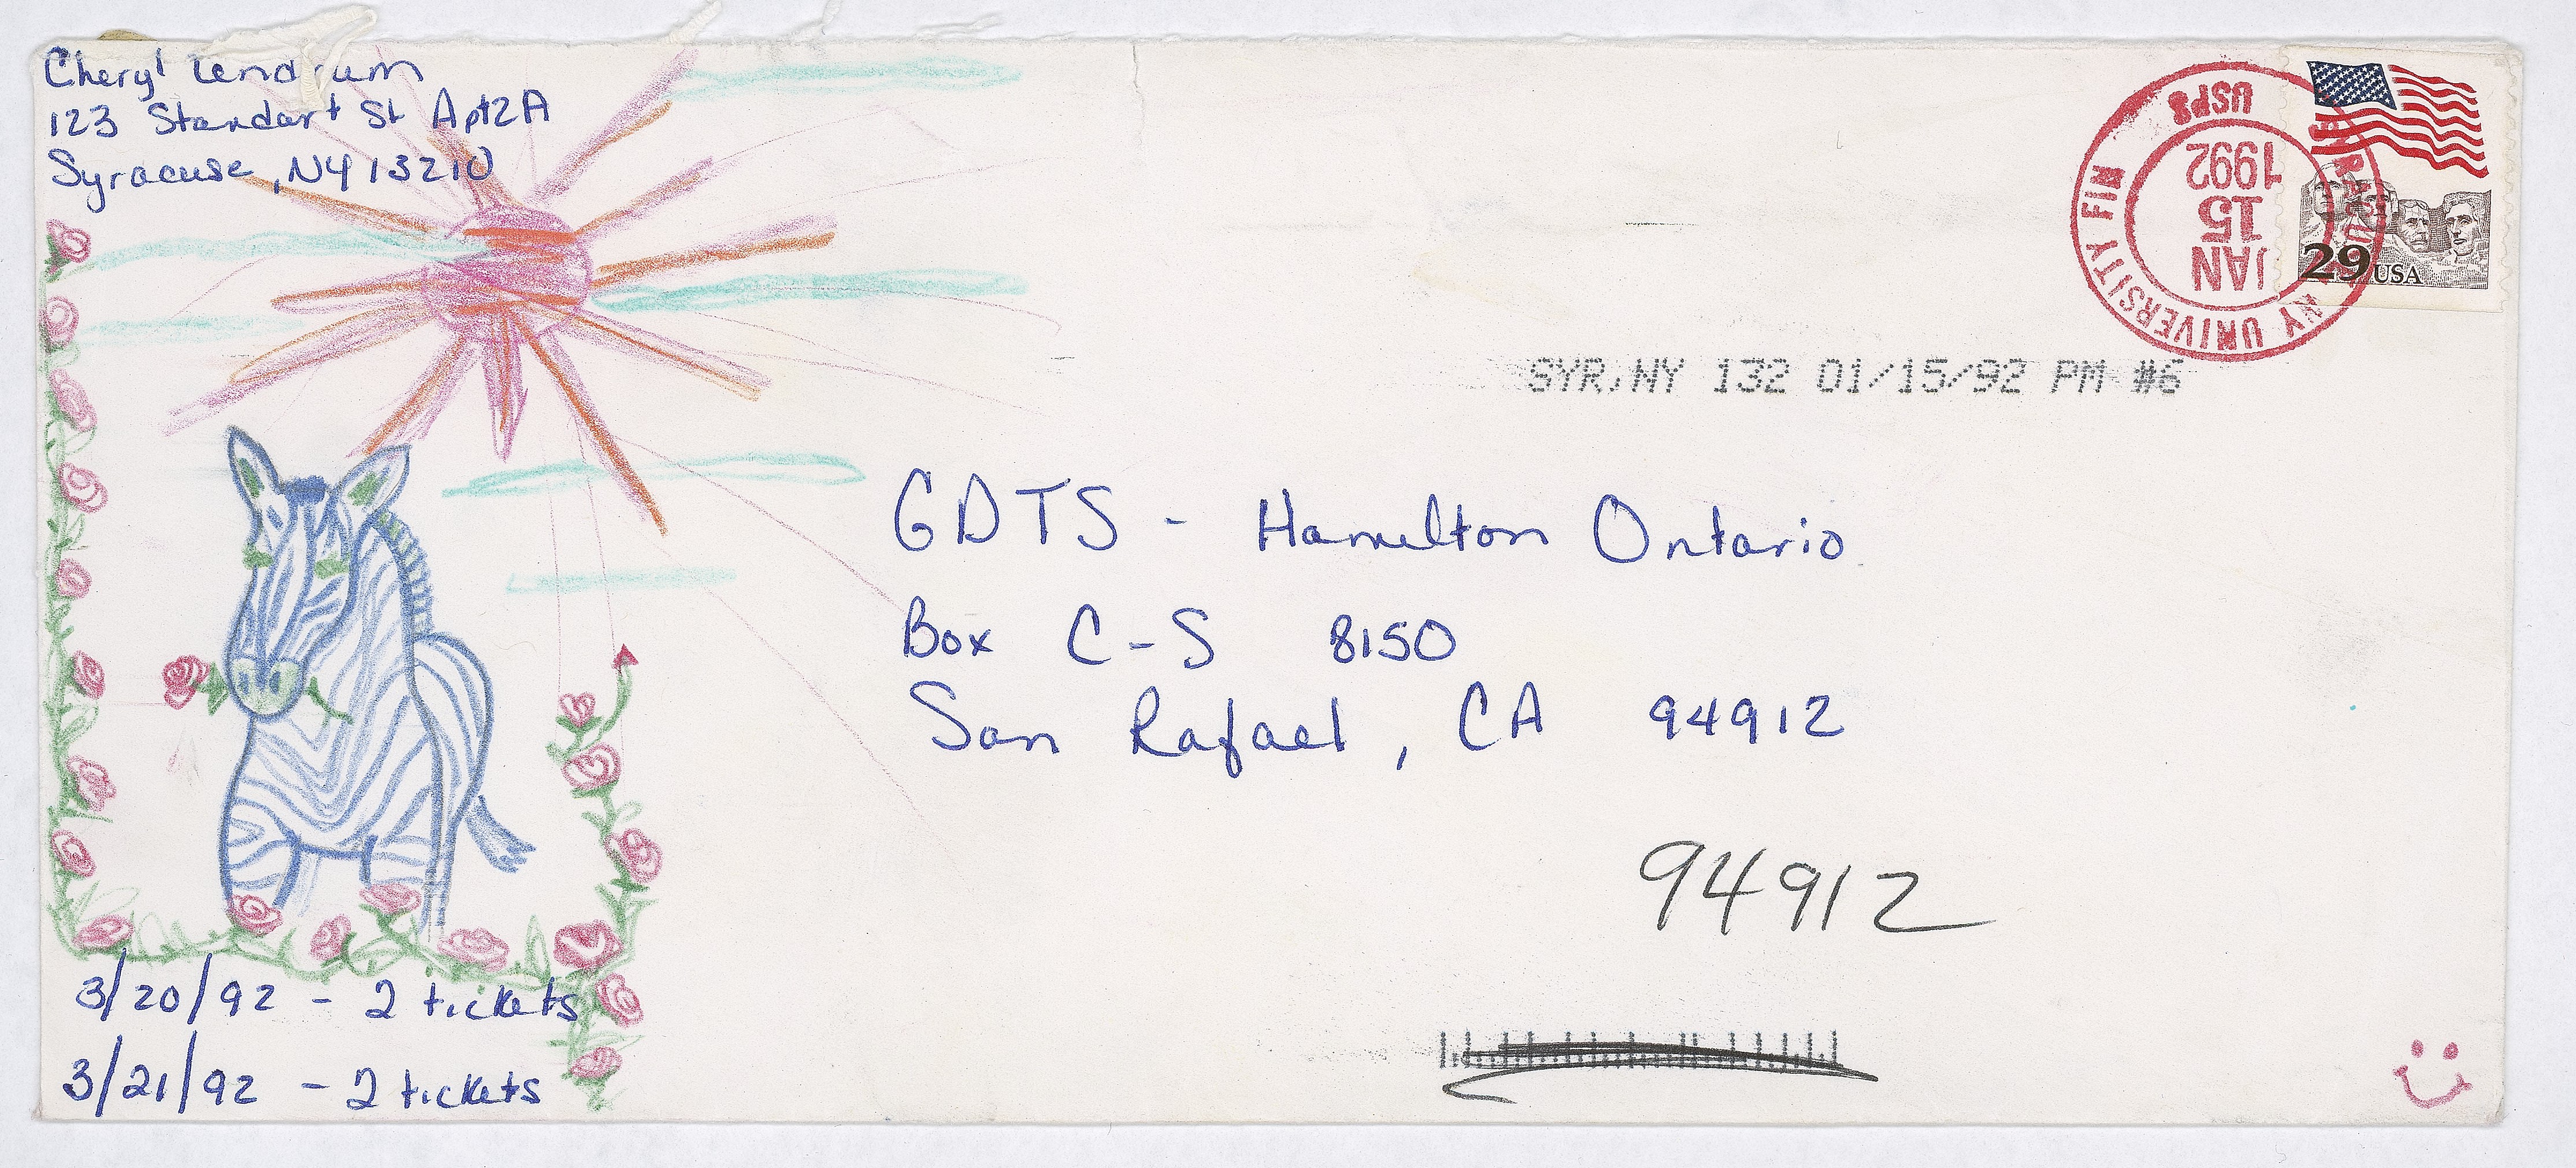 Cheryl Lendrum
123 Standart St Apt2A
Syracuse, NY 13210
USPS
SYRACUSE NY UNIVERSITY FIN
JAN
15
1992
29 USA
SYR, NY 132 01/15/92 PM #6
GDTS - Hamilton Ontario
Box C-S 8150
San Rafael, CA 94912
94912
3/20/92 - 2 tickets
3/21/92 - 2 tickets